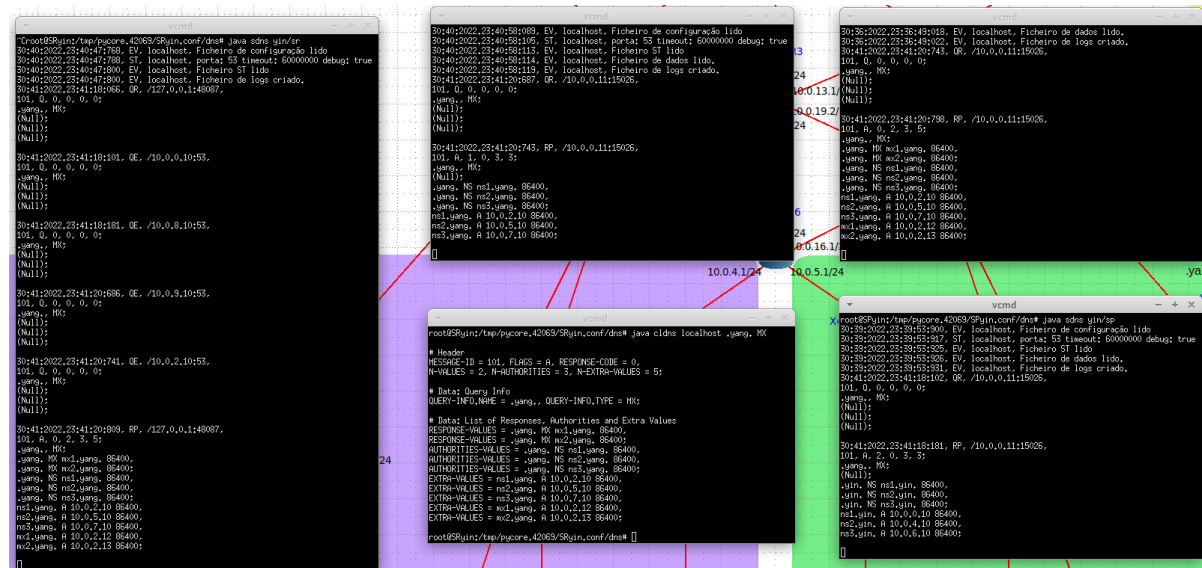 vcmd
^Croot@SRyin:/tmp/pycore.42069/SRyin.conf/dns# java sdns yin/sr
30:40:2022.23:40:47:768, EV, localhost, Ficheiro de configuração lido
30:40:2022.23:40:47:788, ST, localhost, porta: 53 timeout: 60000000 debug: true
30:40:2022.23:40:47:800, EV, localhost, Ficheiro ST lido
30:40:2022.23:40:47:800, EV, localhost, Ficheiro de logs criado.
30:41:2022.23:41:18:066, QR, /127.0.0.1:48087,
101, Q, 0, 0, 0, 0;
.yang., MX;
(Null);
(Null);
(Null);
30:41:2022.23:41:18:101, QE, /10.0.0.10:53,
101, Q, 0, 0, 0, 0;
.yang., MX;
(Null);
(Null);
(Null);
30:41:2022.23:41:18:181, QE, /10.0.8.10:53,
101, Q, 0, 0, 0, 0;
.yang., MX;
(Null);
(Null);
(Null);
30:41:2022.23:41:20:686, QE, /10.0.9.10:53,
101, Q, 0, 0, 0, 0;
.yang., MX;
(Null);
(Null);
(Null);
30:41:2022.23:41:20:741, QE, /10.0.2.10:53,
101, Q, 0, 0, 0, 0;
.yang., MX;
(Null);
(Null);
(Null);
30:41:2022.23:41:20:809, RP, /127.0.0.1:48087,
101, A, 0, 2, 3, 5;
.yang., MX;
.yang. MX mx1.yang. 86400,
.yang. MX mx2.yang. 86400;
.yang. NS ns1.yang. 86400,
.yang. NS ns2.yang. 86400,
.yang. NS ns3.yang. 86400;
ns1.yang. A 10.0.2.10 86400,
ns2.yang. A 10.0.5.10 86400,
ns3.yang. A 10.0.7.10 86400,
mx1.yang. A 10.0.2.12 86400,
mx2.yang. A 10.0.2.13 86400;
vcmd
30:40:2022.23:40:58:089, EV, localhost, Ficheiro de configuração lido
30:40:2022.23:40:58:105, ST, localhost, porta: 53 timeout: 60000000 debug: true
30:40:2022.23:40:58:113, EV, localhost, Ficheiro ST lido
30:40:2022.23:40:58:114, EV, localhost, Ficheiro de dados lido.
30:40:2022.23:40:58:119, EV, localhost, Ficheiro de logs criado.
30:41:2022.23:41:20:687, QR, /10.0.0.11:15026,
101, Q, 0, 0, 0, 0;
.yang., MX;
(Null);
(Null);
(Null);
30:41:2022.23:41:20:743, RP, /10.0.0.11:15026,
101, A, 1, 0, 3, 3;
.yang., MX;
(Null);
.yang. NS ns1.yang. 86400,
.yang. NS ns2.yang. 86400,
.yang. NS ns3.yang. 86400;
ns1.yang. A 10.0.2.10 86400,
ns2.yang. A 10.0.5.10 86400,
ns3.yang. A 10.0.7.10 86400;
R3
/24
0.0.13.1/
0.0.19.2/
24
vcmd
30:36:2022.23:36:49:018, EV, localhost, Ficheiro de dados lido.
30:36:2022.23:36:49:022, EV, localhost, Ficheiro de logs criado.
30:41:2022.23:41:20:743, QR, /10.0.0.11:15026,
101, Q, 0, 0, 0, 0;
.yang., MX;
(Null);
(Null);
(Null);
30:41:2022.23:41:20:798, RP, /10.0.0.11:15026,
101, A, 0, 2, 3, 5;
.yang., MX;
.yang. MX mx1.yang. 86400,
.yang. MX mx2.yang. 86400;
.yang. NS ns1.yang. 86400,
.yang. NS ns2.yang. 86400,
.yang. NS ns3.yang. 86400;
ns1.yang. A 10.0.2.10 86400,
ns2.yang. A 10.0.5.10 86400,
ns3.yang. A 10.0.7.10 86400,
mx1.yang. A 10.0.2.12 86400,
mx2.yang. A 10.0.2.13 86400;
6
/24
0.0.16.1/
10.0.4.1/24
10.0.5.1/24
.ya
24
vcmd
root@SRyin:/tmp/pycore.42069/SRyin.conf/dns# java cldns localhost .yang. MX
# Header
MESSAGE-ID = 101, FLAGS = A, RESPONSE-CODE = 0,
N-VALUES = 2, N-AUTHORITIES = 3, N-EXTRA-VALUES = 5;
# Data: Query Info
QUERY-INFO.NAME = .yang., QUERY-INFO.TYPE = MX;
# Data: List of Responses, Authorities and Extra Values
RESPONSE-VALUES = .yang. MX mx1.yang. 86400,
RESPONSE-VALUES = .yang. MX mx2.yang. 86400;
AUTHORITIES-VALUES = .yang. NS ns1.yang. 86400,
AUTHORITIES-VALUES = .yang. NS ns2.yang. 86400,
AUTHORITIES-VALUES = .yang. NS ns3.yang. 86400;
EXTRA-VALUES = ns1.yang. A 10.0.2.10 86400,
EXTRA-VALUES = ns2.yang. A 10.0.5.10 86400,
EXTRA-VALUES = ns3.yang. A 10.0.7.10 86400,
EXTRA-VALUES = mx1.yang. A 10.0.2.12 86400,
EXTRA-VALUES = mx2.yang. A 10.0.2.13 86400;
root@SRyin:/tmp/pycore.42069/SRyin.conf/dns#
vcmd
root@SPyin:/tmp/pycore.42069/SPyin.conf/dns# java sdns yin/sp
30:39:2022.23:39:53:900, EV, localhost, Ficheiro de configuração lido
30:39:2022.23:39:53:917, ST, localhost, porta: 53 timeout: 60000000 debug: true
30:39:2022.23:39:53:925, EV, localhost, Ficheiro ST lido
30:39:2022.23:39:53:926, EV, localhost, Ficheiro de dados lido.
30:39:2022.23:39:53:931, EV, localhost, Ficheiro de logs criado.
30:41:2022.23:41:18:102, QR, /10.0.0.11:15026,
101, Q, 0, 0, 0, 0;
.yang., MX;
(Null);
(Null);
(Null);
30:41:2022.23:41:18:181, RP, /10.0.0.11:15026,
101, A, 2, 0, 3, 3;
.yang., MX;
(Null);
.yin. NS ns1.yin. 86400,
.yin. NS ns2.yin. 86400,
.yin. NS ns3.yin. 86400;
ns1.yin. A 10.0.0.10 86400,
ns2.yin. A 10.0.4.10 86400,
ns3.yin. A 10.0.6.10 86400;